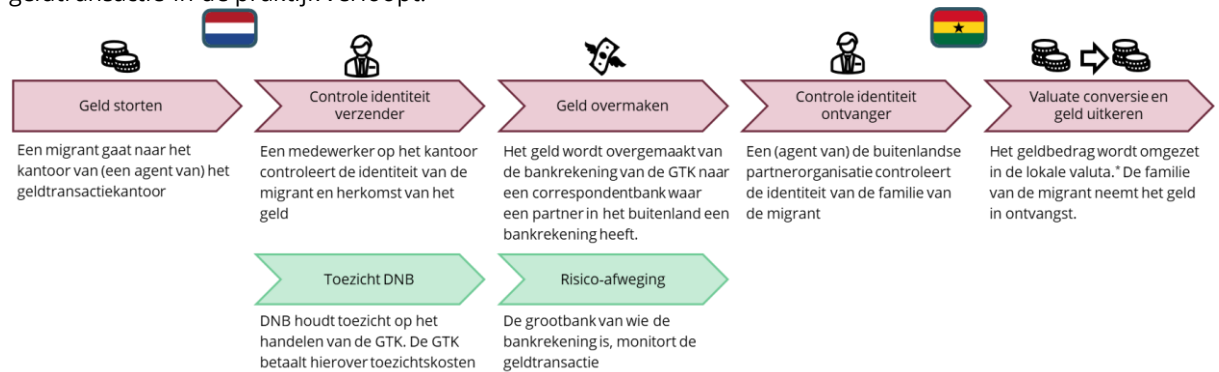 geldtransactie in de praktijk verloopt.
Geld storten
Een migrant gaat naar het
kantoor van (een agent van) het
geldtransactiekantoor
Controle identiteit
verzender
Een medewerker op het kantoor
controleert de identiteit van de
migrant en herkomst van het
geld
Geld overmaken
Het geld wordt overgemaakt van
de bankrekening van de GTK naar
een correspondentbank waar
een partner in het buitenland een
bankrekening heeft.
Controle identiteit
ontvanger
Een (agent van) de buitenlandse
partnerorganisatie controleert
de identiteit van de familie van
de migrant
Valuate conversie en
geld uitkeren
Het geldbedrag wordt omgezet
in de lokale valuta.* De familie
van de migrant neemt het geld
in ontvangst.
Toezicht DNB
DNB houdt toezicht op het
handelen van de GTK. De GTK
betaalt hierover toezichtskosten
Risico-afweging
De grootbank van wie de
bankrekening is, monitort de
geldtransactie